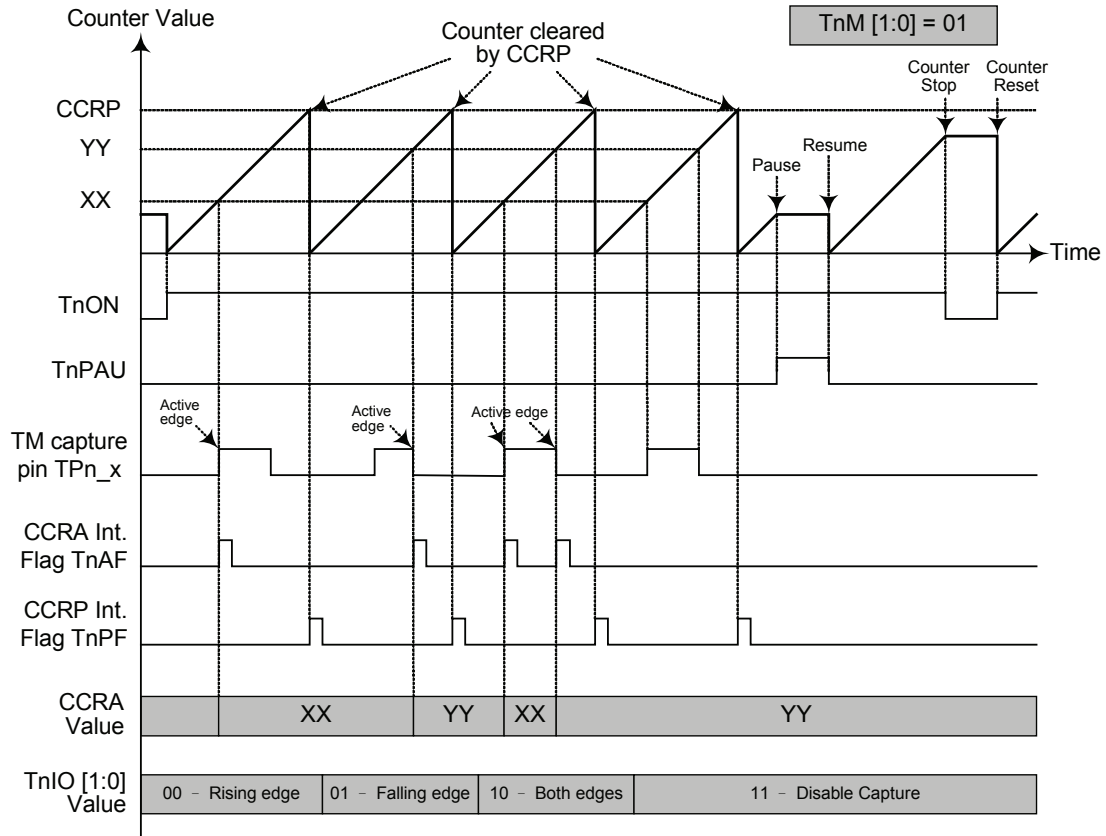 Counter Value
TnM [1:0] = 01
Counter cleared
by CCRP
Counter
Stop
Counter
Reset
CCRP
YY
XX
Pause
Resume
Time
TnON
TnPAU
Active
edge
Active
edge
Active edge
TM capture
pin TPn_x
CCRA Int.
Flag TnAF
CCRP Int.
Flag TnPF
CCRA
Value
XX
YY
XX
YY
TnIO [1:0]
Value
00 – Rising edge
01 – Falling edge
10 – Both edges
11 – Disable Capture